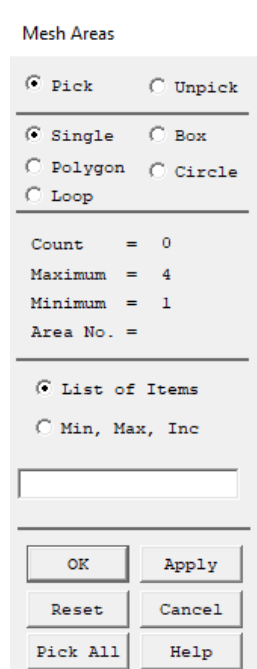 Mesh Areas
Pick Unpick
Single Box
Polygon Circle
Loop
Count = 0
Maximum = 4
Minimum = 1
Area No. =
List of Items
Min, Max, Inc
OK Apply
Reset Cancel
Pick All Help